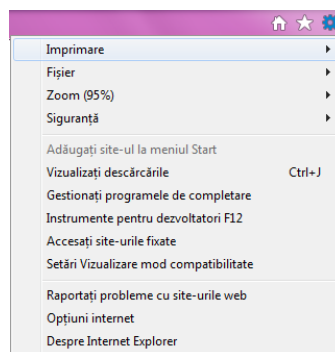 Imprimare
Fișier
Zoom (95%)
Siguranță
Adăugați site-ul la meniul Start
Vizualizați descărcările Ctrl+J
Gestionați programele de completare
Instrumente pentru dezvoltatori F12
Accesați site-urile fixate
Setări Vizualizare mod compatibilitate
Raportați probleme cu site-urile web
Opțiuni internet
Despre Internet Explorer